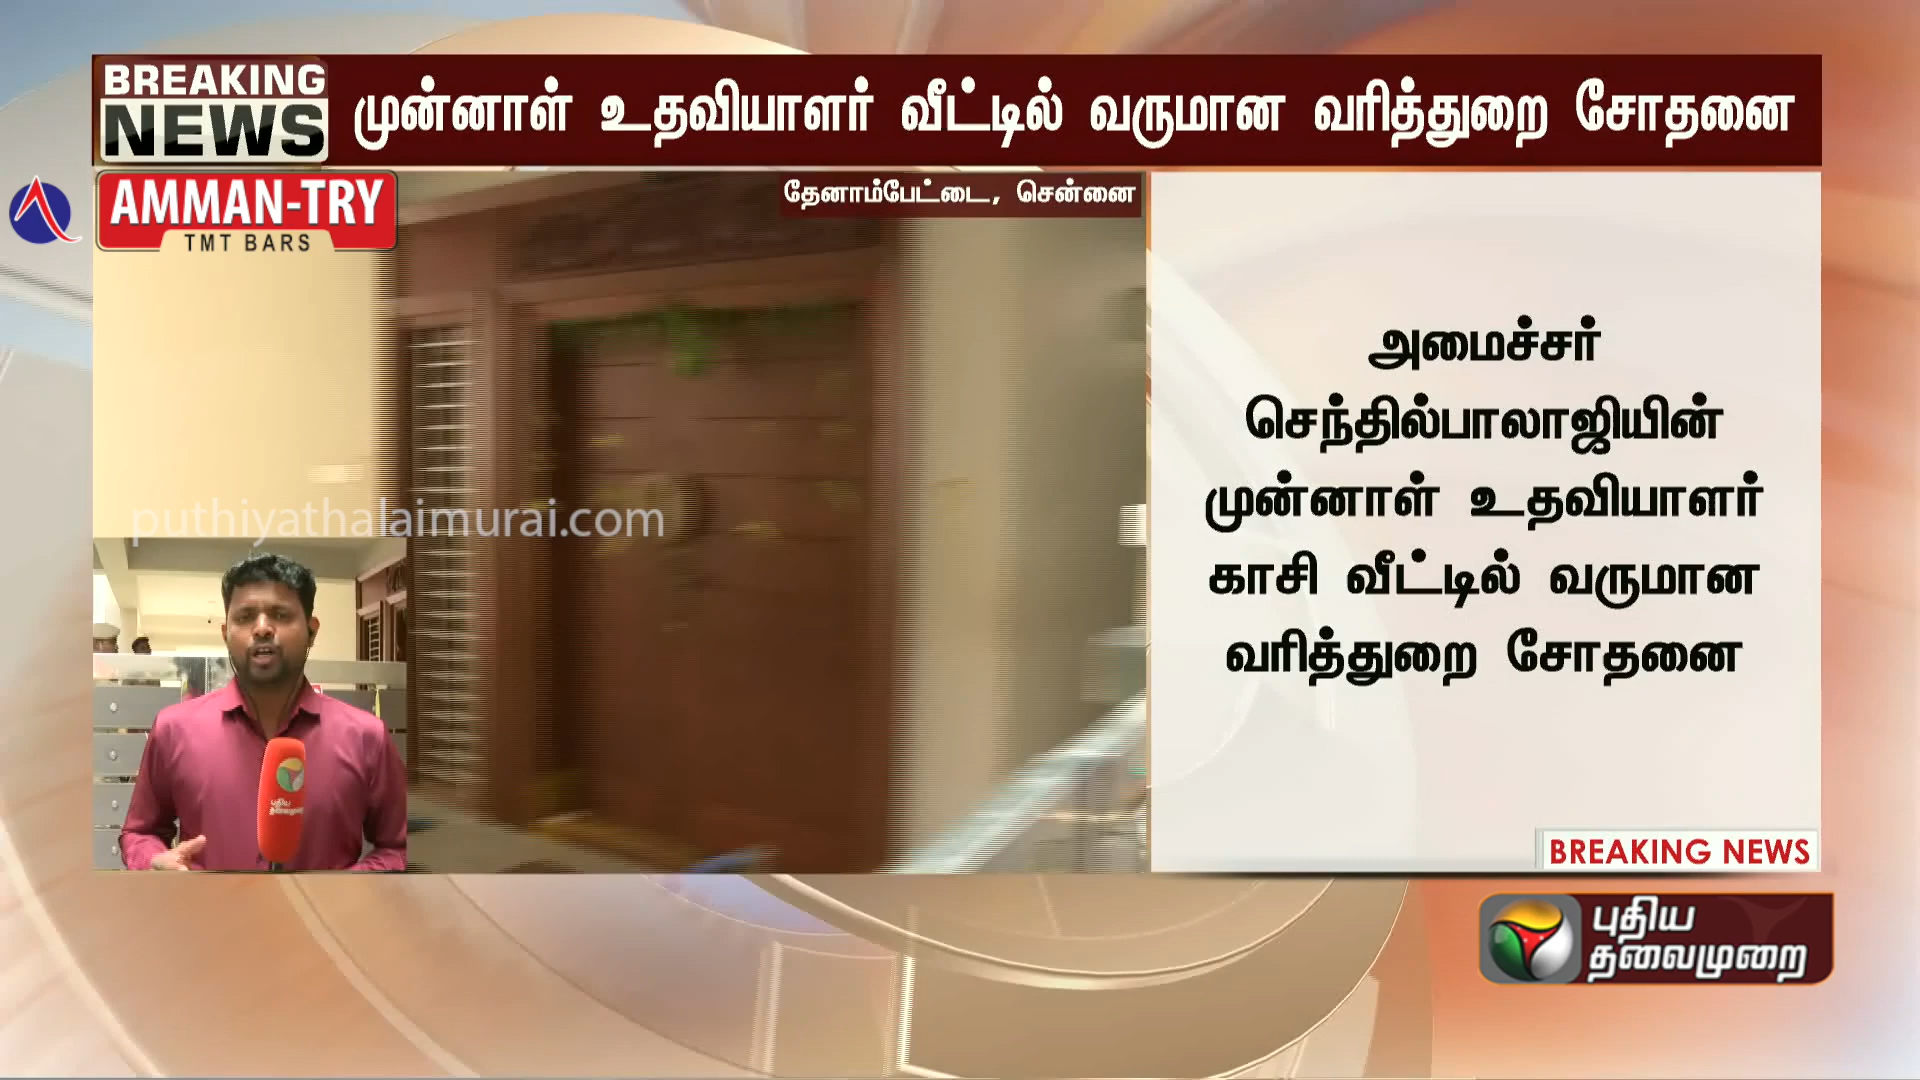 BREAKING
NEWS
முன்னாள் உதவியாளர் வீட்டில் வருமான வரித்துறை சோதனை
AMMAN-TRY
TMT BARS
தேனாம்பேட்டை, சென்னை
puthiyathalaimurai.com
புதிய
தலைமுறை
அமைச்சர்
செந்தில்பாலாஜியின்
முன்னாள் உதவியாளர்
காசி வீட்டில் வருமான
வரித்துறை சோதனை
BREAKING NEWS
புதிய
தலைமுறை